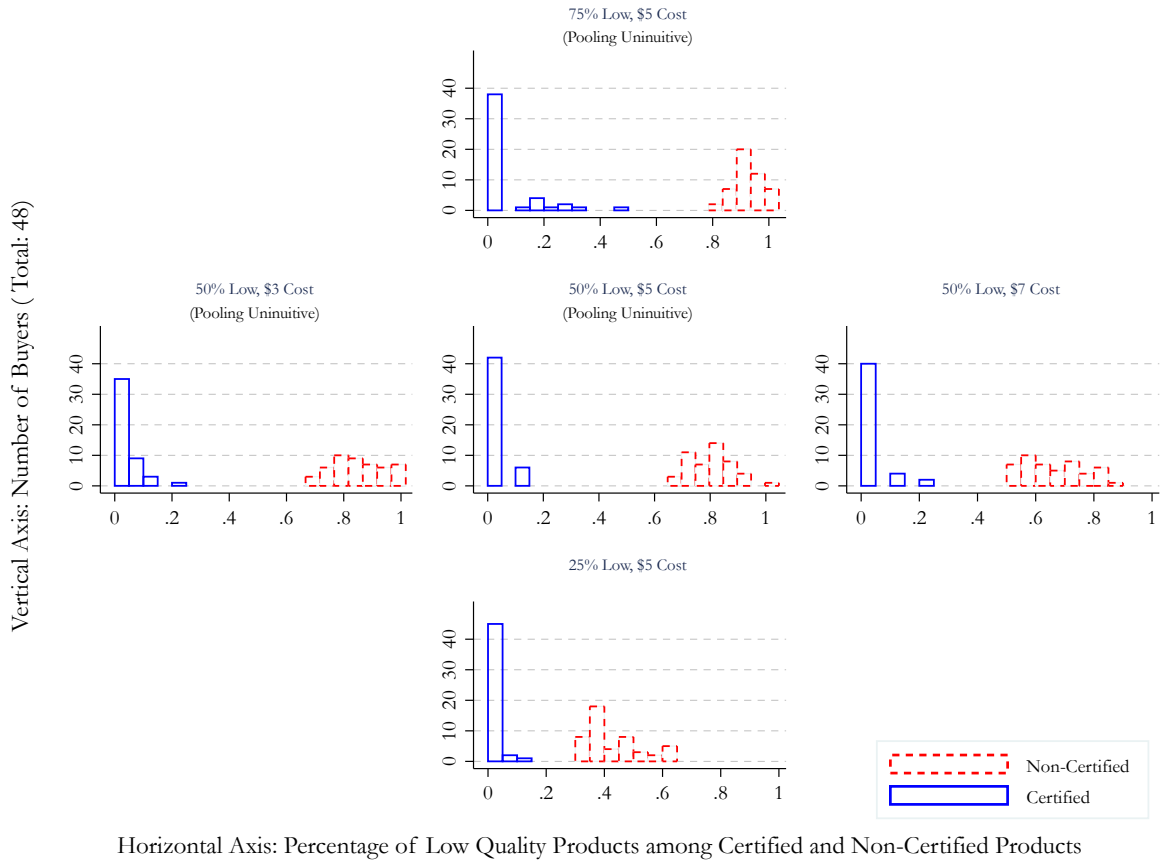 75% Low, $5 Cost
(Pooling Uninuitive)
0 10 20 30 40
0 .2 .4 .6 .8 1
Vertical Axis: Number of Buyers ( Total: 48)
50% Low, $3 Cost
(Pooling Uninuitive)
0 10 20 30 40
0 .2 .4 .6 .8 1
50% Low, $5 Cost
(Pooling Uninuitive)
0 10 20 30 40
0 .2 .4 .6 .8 1
50% Low, $7 Cost
0 10 20 30 40
0 .2 .4 .6 .8 1
25% Low, $5 Cost
0 10 20 30 40
0 .2 .4 .6 .8 1
Non-Certified
Certified
Horizontal Axis: Percentage of Low Quality Products among Certified and Non-Certified Products